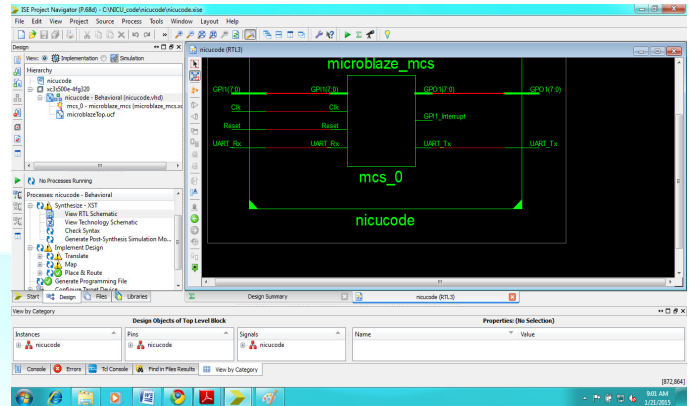 ISE Project Navigator (P.68d) - C:\NICU_code\nicucode\nicucode.xise
File Edit View Project Source Process Tools Window Layout Help
Design
View: Implementation Simulation
Hierarchy
nicucode
xc3s500e-4fg320
nicucode - Behavioral (nicucode.vhd)
mcs_0 - microblaze_mcs (microblaze_mcs.xc
microblazeTop.ucf
No Processes Running
Processes: nicucode - Behavioral
Synthesize - XST
View RTL Schematic
View Technology Schematic
Check Syntax
Generate Post-Synthesis Simulation Mo...
Implement Design
Translate
Map
Place & Route
Generate Programming File
Configure Target Device
Start Design Files Libraries
nicucode (RTL3)
microblaze_mcs
GPI1(7:0) GPI1(7:0) GPO1(7:0) GPO1(7:0)
Clk Clk
GPI1_Interrupt
Reset Reset
UART_Rx UART_Rx UART_Tx UART_Tx
mcs_0
nicucode
Design Summary nicucode (RTL3)
View by Category
Design Objects of Top Level Block Properties: (No Selection)
Instances Pins Signals Name Value
nicucode nicucode nicucode
Console Errors Tcl Console Find in Files Results View by Category
[872,864]
9:01 AM
1/21/2015